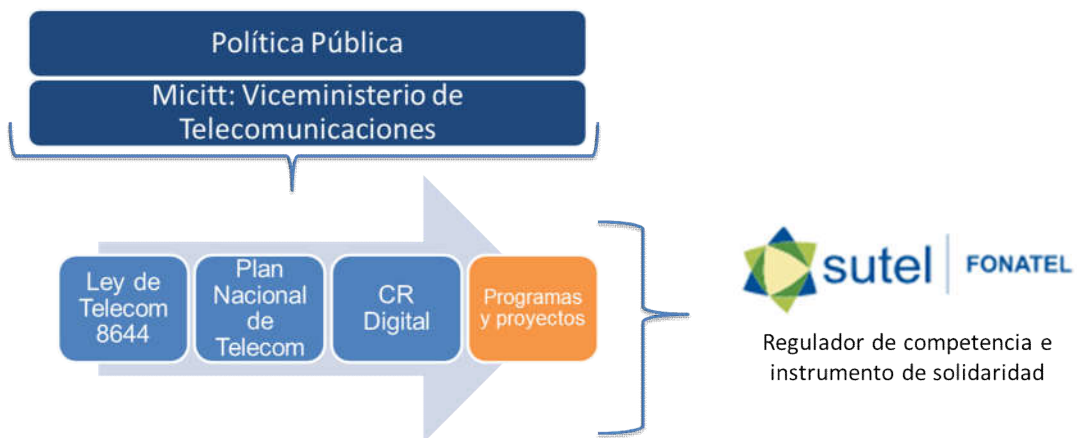 Política Pública
Micitt: Viceministerio de
Telecomunicaciones
Ley de
Telecom
8644
Plan
Nacional
de
Telecom
CR
Digital
Programas
y proyectos
sutel
FONATEL
Regulador de competencia e
instrumento de solidaridad